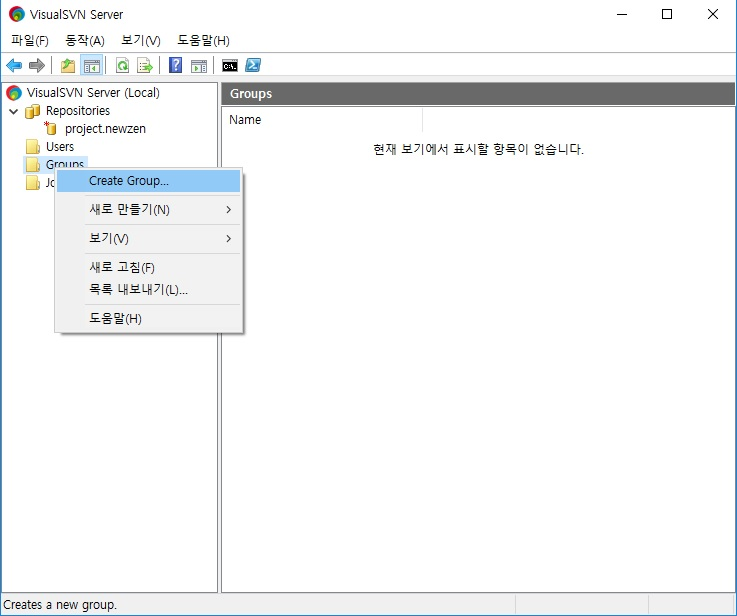 VisualSVN Server
파일(F) 동작(A) 보기(V) 도움말(H)
VisualSVN Server (Local)
Repositories
project.newzen
Users
Groups
Jo
Create Group...
새로 만들기(N)
보기(V)
새로 고침(F)
목록 내보내기(L)...
도움말(H)
Groups
Name
현재 보기에서 표시할 항목이 없습니다.
Creates a new group.